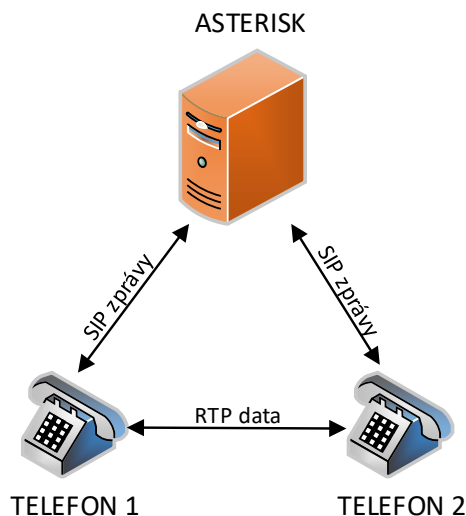 ASTERISK
SIP zprávy
SIP zprávy
RTP data
TELEFON 1
TELEFON 2